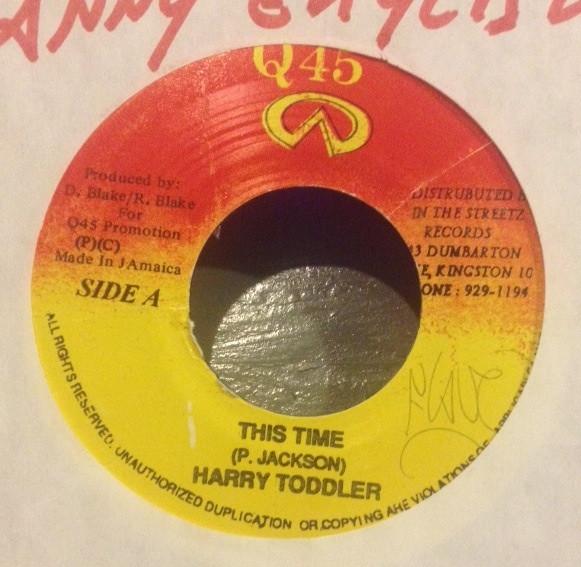 Q45
Produced by:
D. Blake/R. Blake
For
Q45 Promotion
(P)(C)
Made In JAmaica
SIDE A
DISTRUBUTED
IN THE STREETZ
RECORDS
DUMBARTON
KINGSTON 10
929-1194
THIS TIME
(P. JACKSON)
HARRY TODDLER
ALL RIGHTS RESERVED. UNAUTHORIZED DUPLICATION OR COPYING ARE VIOLATIONS OF